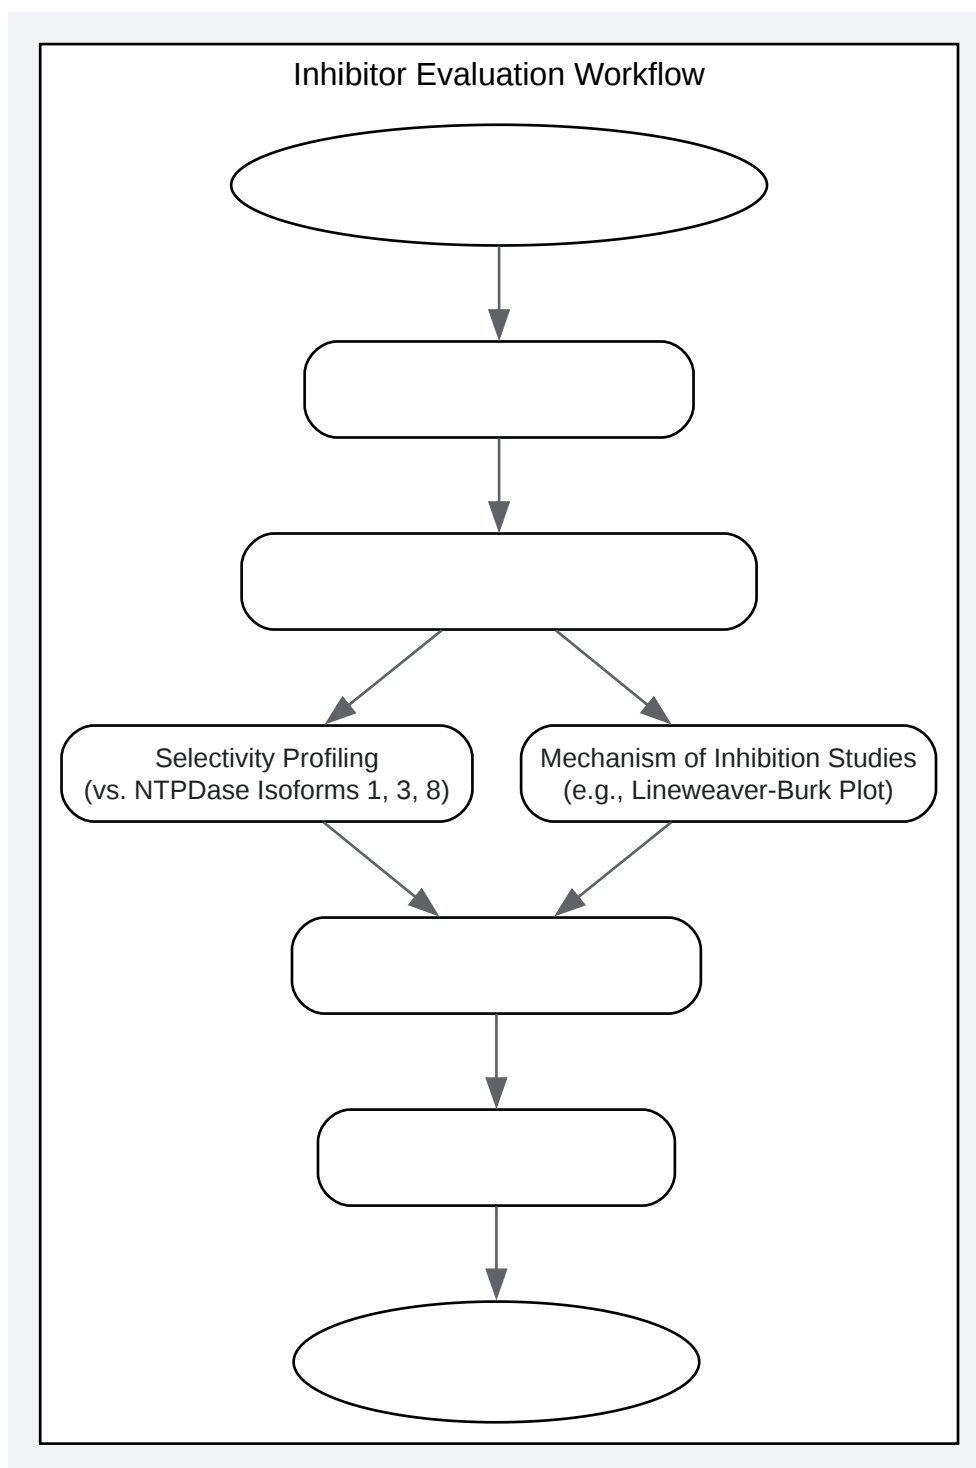 Inhibitor Evaluation Workflow
Selectivity Profiling
(vs. NTPDase Isoforms 1, 3, 8)
Mechanism of Inhibition Studies
(e.g., Lineweaver-Burk Plot)